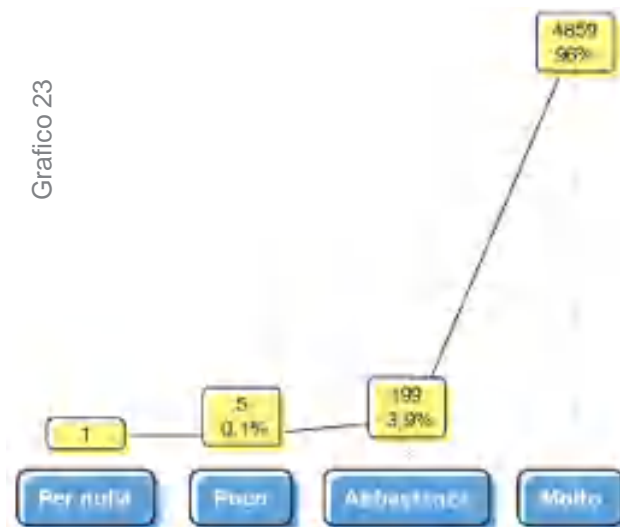 Grafico 23
4859
96%
199
3,9%
5
0,1%
1
Per nulla
Poco
Abbastanza
Molto